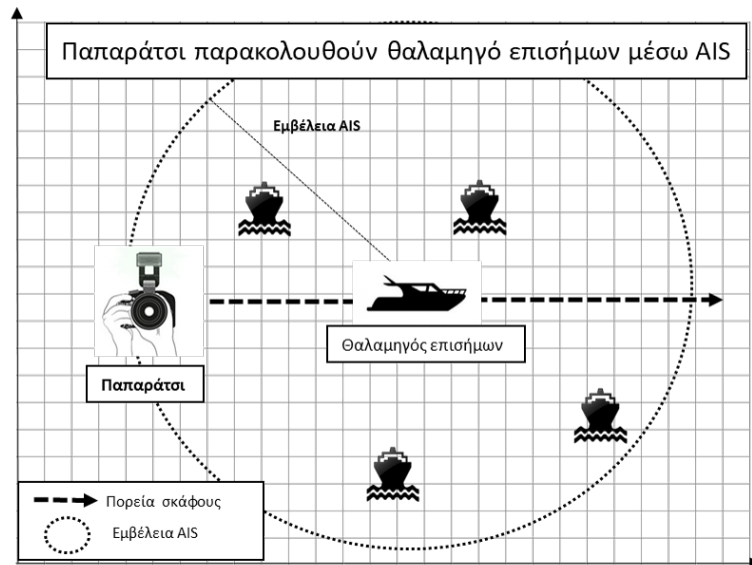 Παπαράτσι παρακολουθούν θαλαμηγό επισήμων μέσω AIS
Εμβέλεια AIS
Θαλαμηγός επισήμων
Παπαράτσι
Πορεία σκάφους
Εμβέλεια AIS